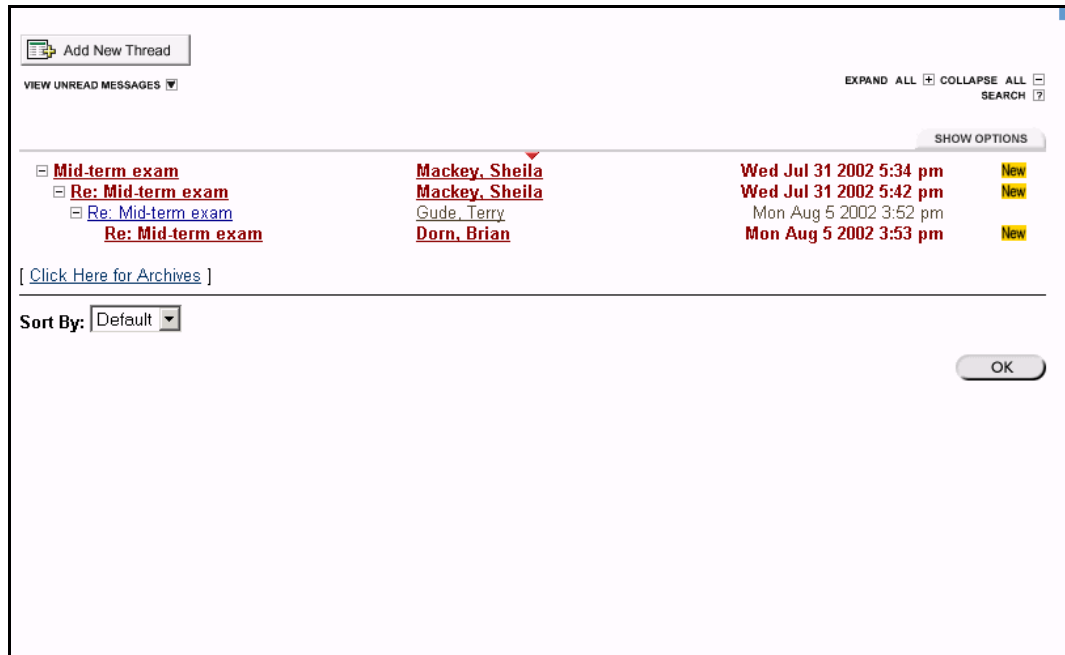 Add New Thread
VIEW UNREAD MESSAGES
EXPAND ALL + COLLAPSE ALL −
SEARCH ?
SHOW OPTIONS
Mid-term exam Mackey, Sheila Wed Jul 31 2002 5:34 pm New
Re: Mid-term exam Mackey, Sheila Wed Jul 31 2002 5:42 pm New
Re: Mid-term exam Gude, Terry Mon Aug 5 2002 3:52 pm
Re: Mid-term exam Dorn, Brian Mon Aug 5 2002 3:53 pm New
[ Click Here for Archives ]
Sort By: Default
OK